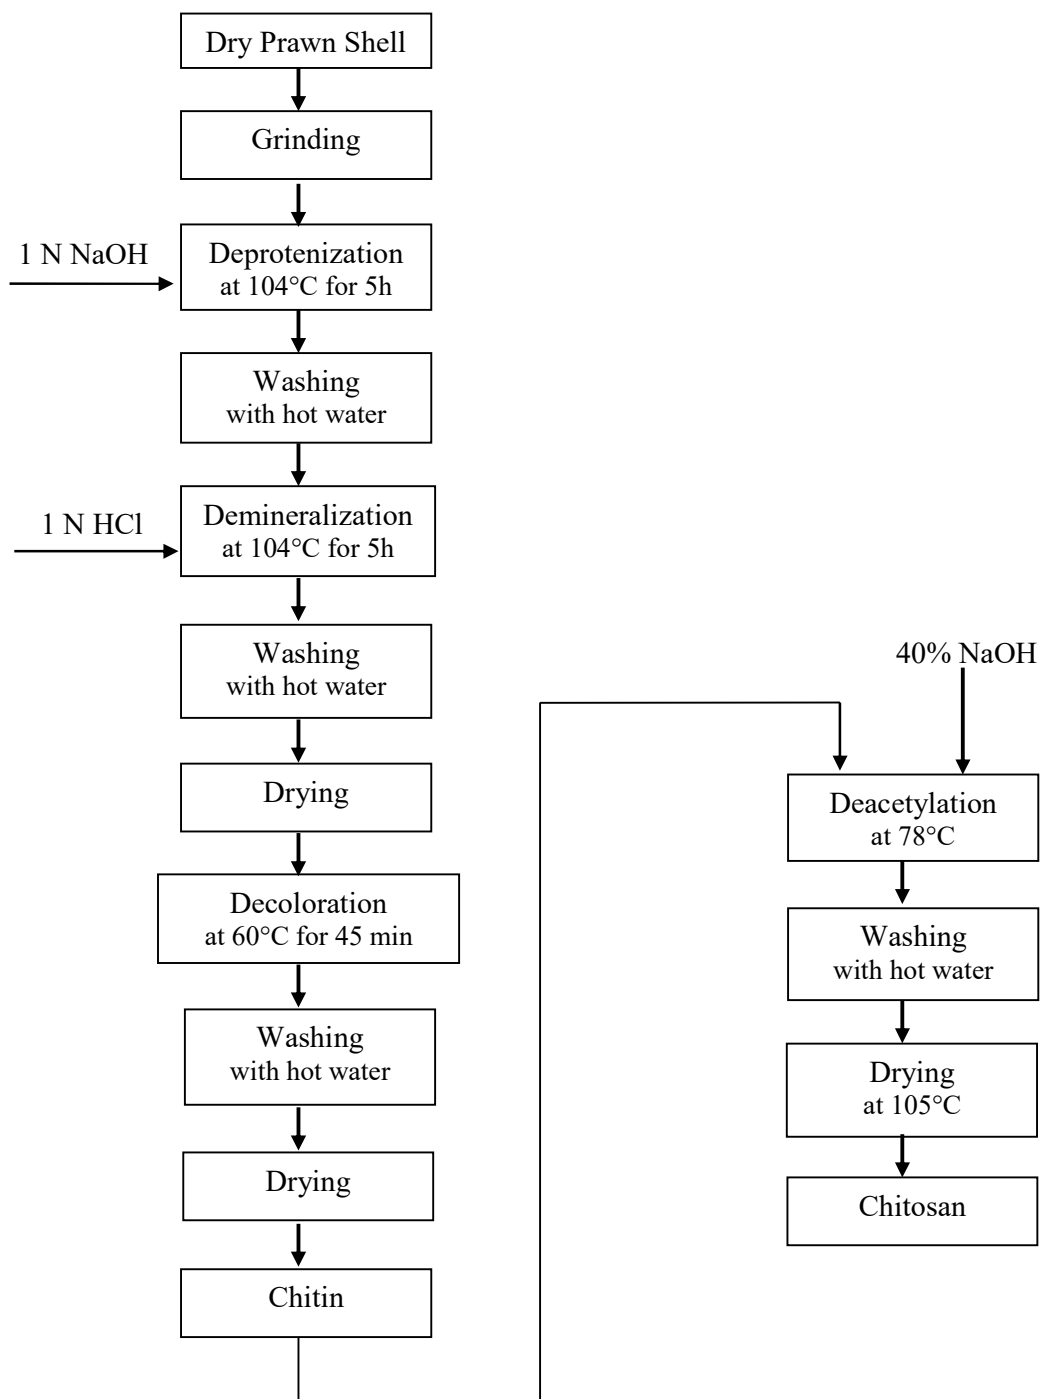 Dry Prawn Shell
Grinding
1 N NaOH
Deprotenization
at 104°C for 5h
Washing
with hot water
1 N HCl
Demineralization
at 104°C for 5h
Washing
with hot water
Drying
Decoloration
at 60°C for 45 min
Washing
with hot water
Drying
Chitin
40% NaOH
Deacetylation
at 78°C
Washing
with hot water
Drying
at 105°C
Chitosan